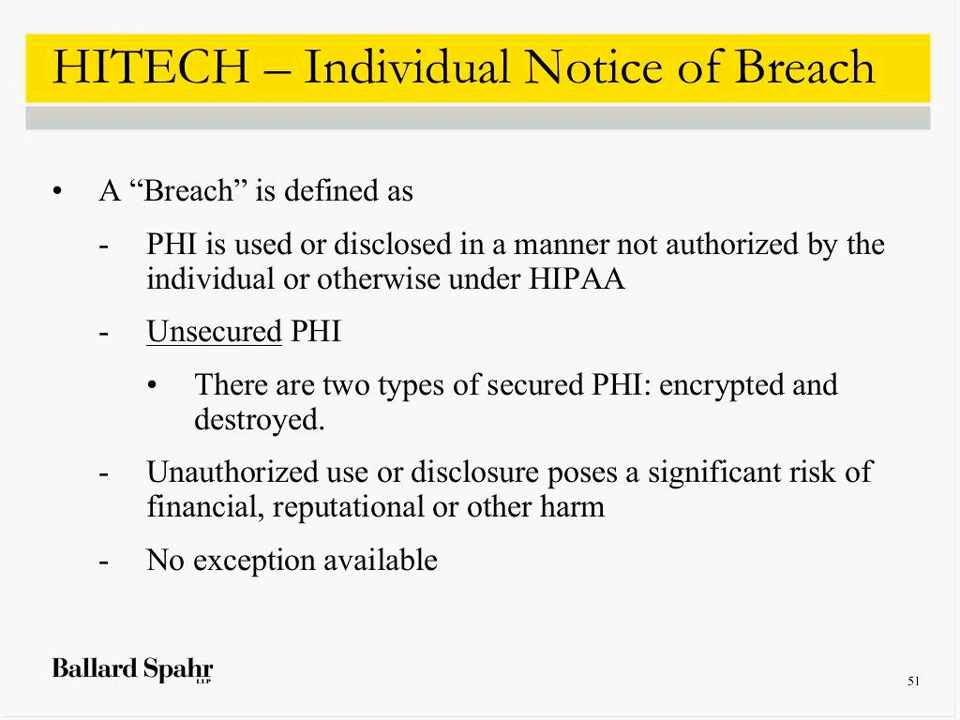 HITECH – Individual Notice of Breach
• A “Breach” is defined as
- PHI is used or disclosed in a manner not authorized by the
individual or otherwise under HIPAA
- Unsecured PHI
• There are two types of secured PHI: encrypted and
destroyed.
- Unauthorized use or disclosure poses a significant risk of
financial, reputational or other harm
- No exception available
Ballard Spahr
LLP
51